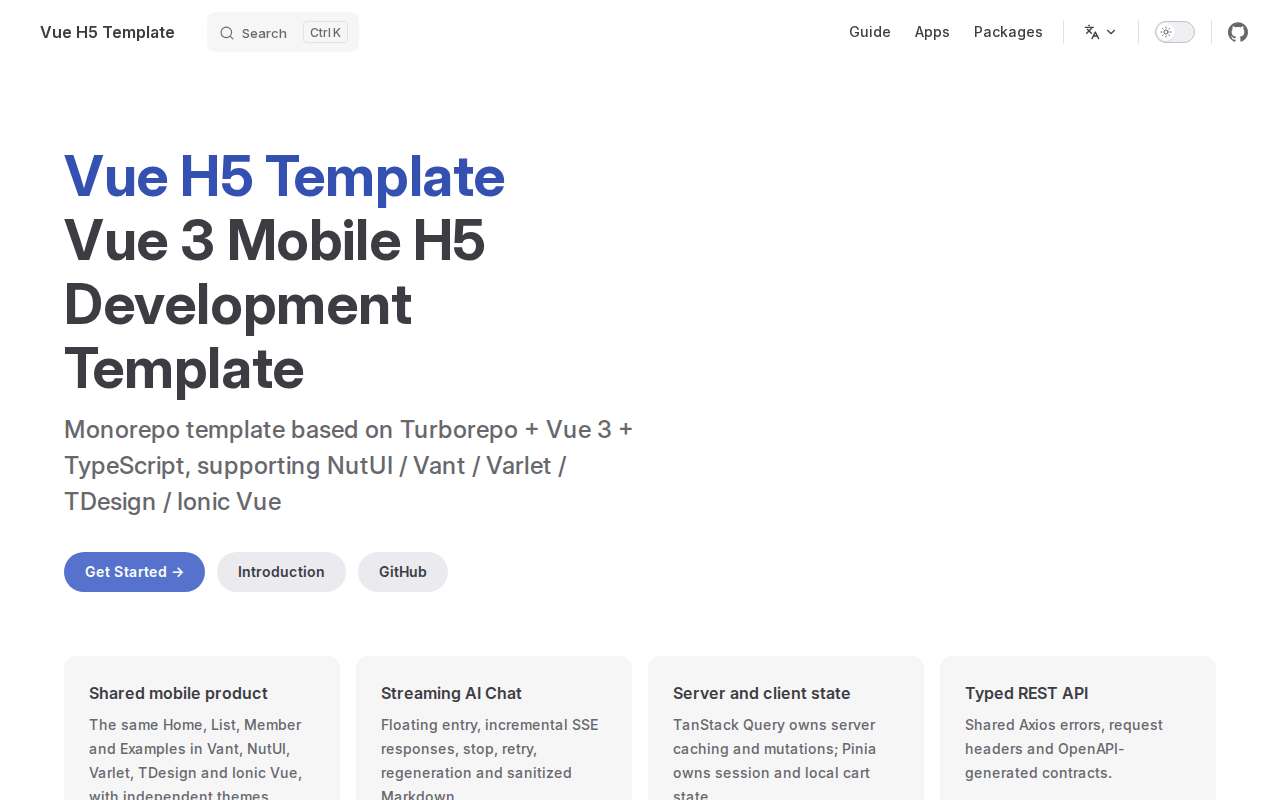 Vue H5 Template
Search
Ctrl K
Guide
Apps
Packages
Vue H5 Template
Vue 3 Mobile H5
Development
Template
Monorepo template based on Turborepo + Vue 3 +
TypeScript, supporting NutUI / Vant / Varlet /
TDesign / Ionic Vue
Get Started →
Introduction
GitHub
Shared mobile product
The same Home, List, Member
and Examples in Vant, NutUI,
Varlet, TDesign and Ionic Vue,
with independent themes
Streaming AI Chat
Floating entry, incremental SSE
responses, stop, retry,
regeneration and sanitized
Markdown
Server and client state
TanStack Query owns server
caching and mutations; Pinia
owns session and local cart
state
Typed REST API
Shared Axios errors, request
headers and OpenAPI-
generated contracts.